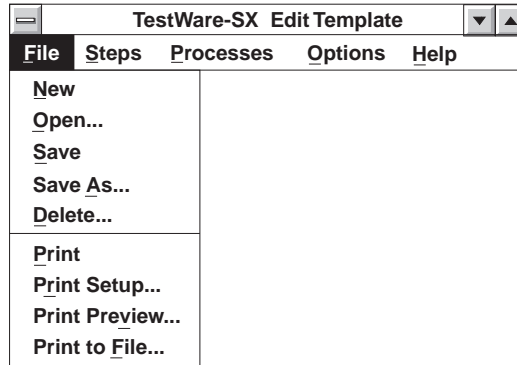 TestWare-SX Edit Template
File Steps Processes Options Help
New
Open...
Save
Save As...
Delete...
Print
Print Setup...
Print Preview...
Print to File...